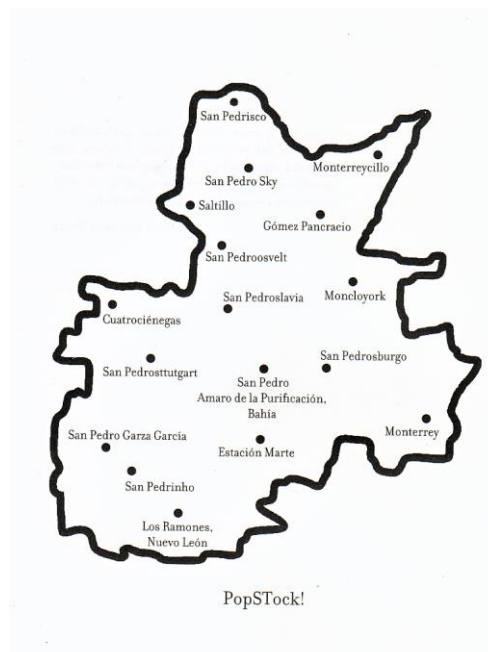 San Pedrisco
Monterreycillo
San Pedro Sky
Saltillo
Gómez Pancracio
San Pedroosvelt
San Pedroslavia
Moncloyork
Cuatrociénegas
San Pedrosburgo
San Pedrosttutgart
San Pedro
Amaro de la Purificación,
Bahía
Monterrey
San Pedro Garza García
Estación Marte
San Pedrinho
Los Ramones,
Nuevo León
PopSTock!